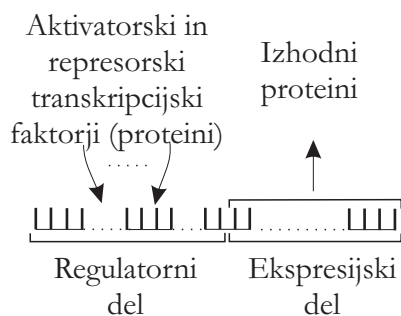 Aktivatorski in
represorski
transkripcijski
faktorji (proteini)
Izhodni
proteini
Regulatorni
del
Ekspresijski
del